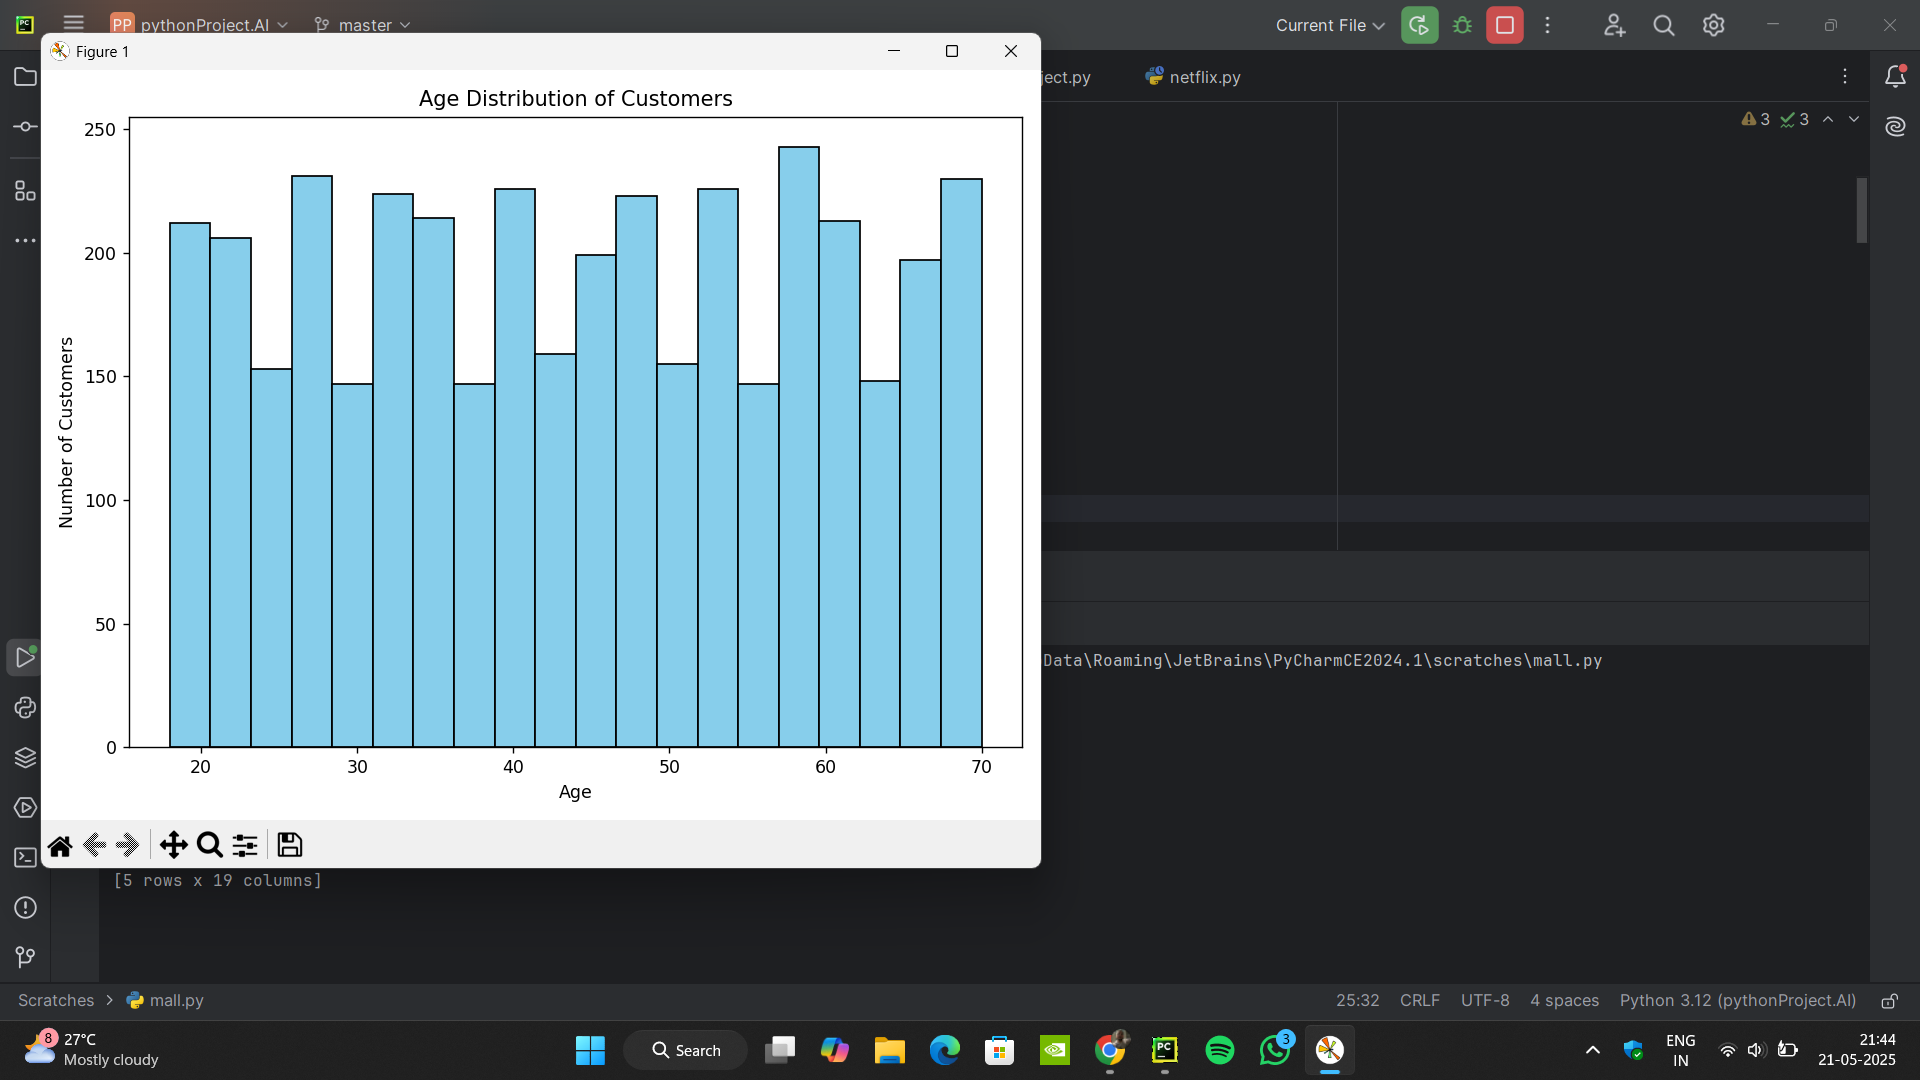 PC
PP pythonProject.AI master
Current File
Figure 1
ject.py netflix.py
3 3
Age Distribution of Customers
250
200
150
100
50
0
Number of Customers
20 30 40 50 60 70
Age
Data\Roaming\JetBrains\PyCharmCE2024.1\scratches\mall.py
[5 rows x 19 columns]
Scratches > mall.py
25:32 CRLF UTF-8 4 spaces Python 3.12 (pythonProject.AI)
8
27°C
Mostly cloudy
Search
PC
3
ENG
IN
21:44
21-05-2025